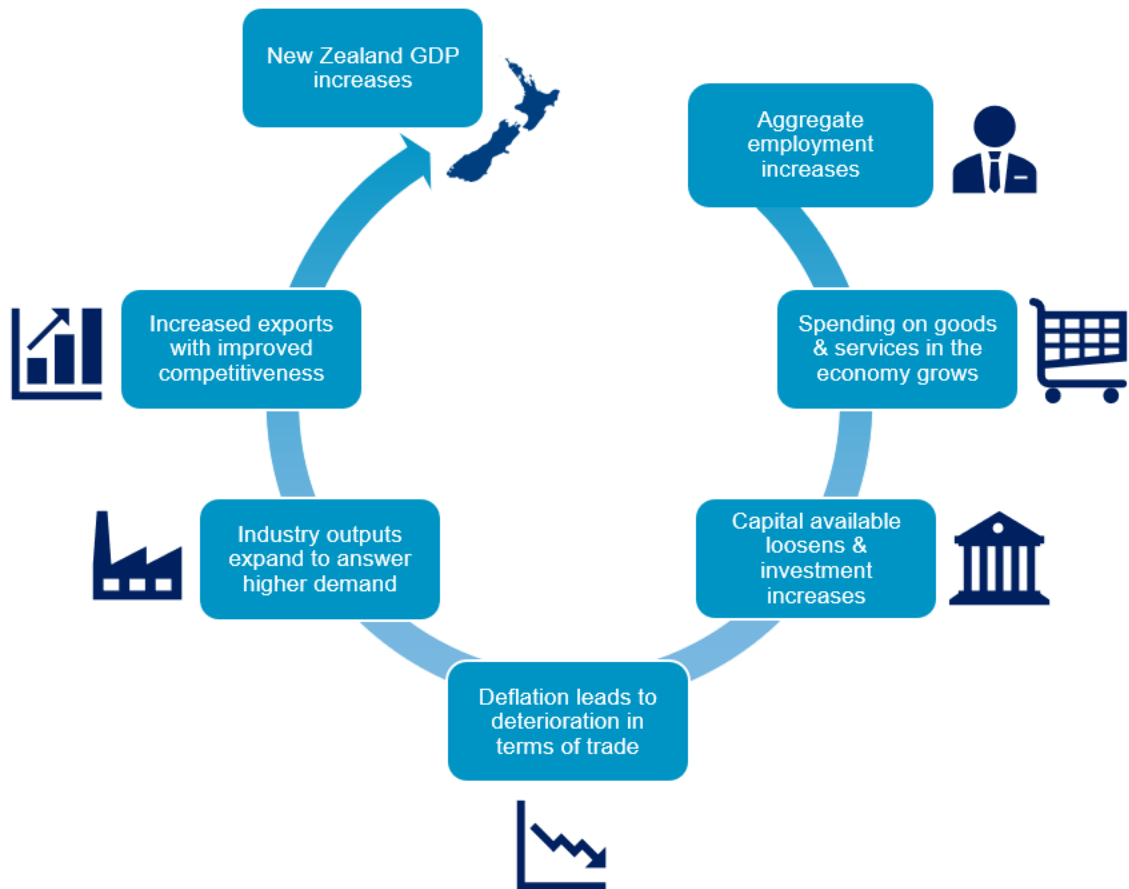 New Zealand GDP
increases
Aggregate
employment
increases
Spending on goods
& services in the
economy grows
Capital available
loosens &
investment
increases
Deflation leads to
deterioration in
terms of trade
Industry outputs
expand to answer
higher demand
Increased exports
with improved
competitiveness